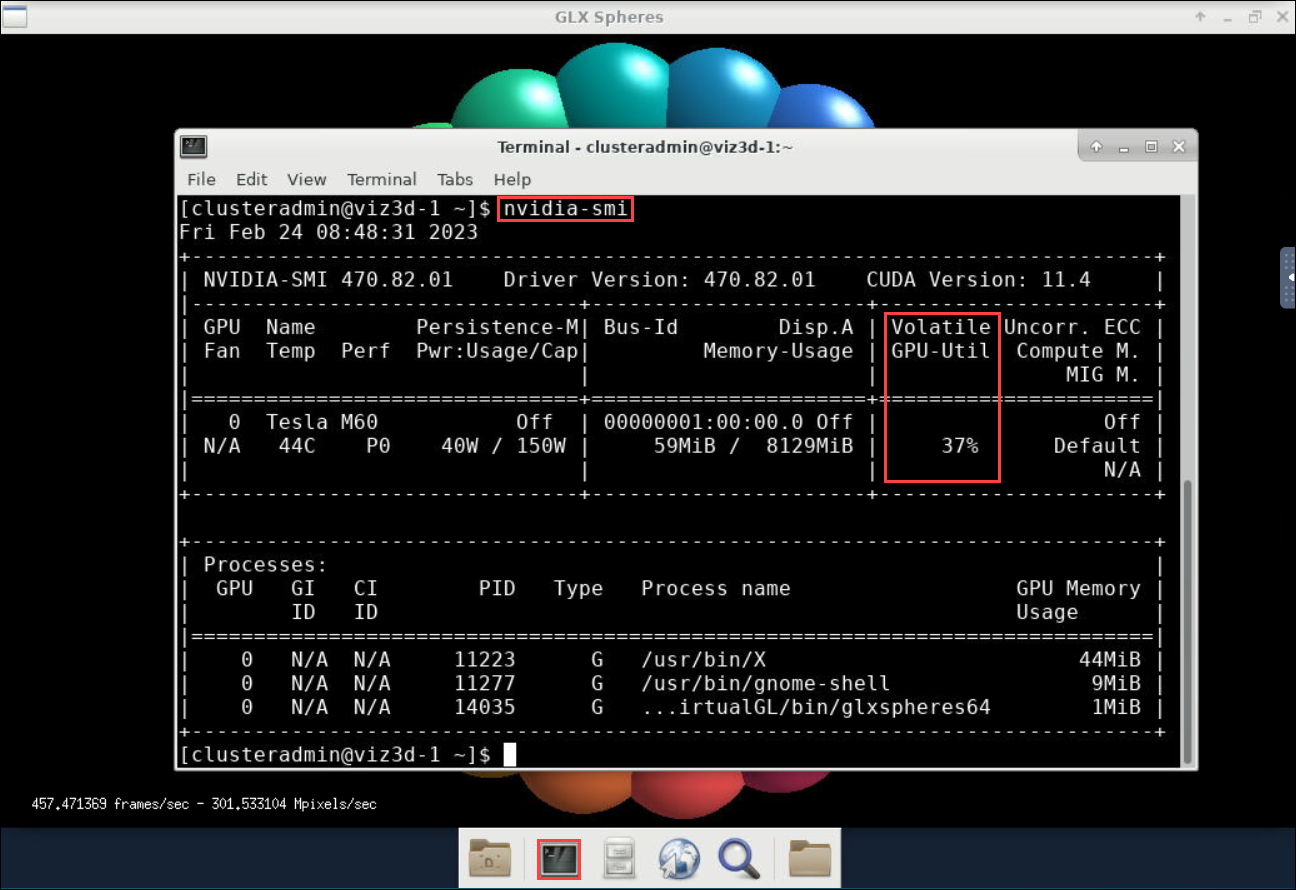 GLX Spheres
Terminal - clusteradmin@viz3d-1:~
File Edit View Terminal Tabs Help
[clusteradmin@viz3d-1 ~]$ nvidia-smi
Fri Feb 24 08:48:31 2023
+-----------------------------------------------------------------------------+
| NVIDIA-SMI 470.82.01    Driver Version: 470.82.01    CUDA Version: 11.4     |
|-------------------------------+----------------------+----------------------+
| GPU  Name        Persistence-M| Bus-Id        Disp.A | Volatile Uncorr. ECC |
| Fan  Temp  Perf  Pwr:Usage/Cap|         Memory-Usage | GPU-Util  Compute M. |
|                               |                      |               MIG M. |
|===============================+======================+======================|
|   0  Tesla M60           Off  | 00000001:00:00.0 Off |                  Off |
| N/A   44C    P0    40W / 150W |     59MiB /  8129MiB |     37%      Default |
|                               |                      |                  N/A |
+-------------------------------+----------------------+----------------------+
+-----------------------------------------------------------------------------+
| Processes:                                                                  |
|  GPU   GI   CI        PID   Type   Process name                  GPU Memory |
|        ID   ID                                                   Usage      |
|=============================================================================|
|    0   N/A  N/A     11223      G   /usr/bin/X                         44MiB |
|    0   N/A  N/A     11277      G   /usr/bin/gnome-shell                9MiB |
|    0   N/A  N/A     14035      G   ...irtualGL/bin/glxspheres64        1MiB |
+-----------------------------------------------------------------------------+
[clusteradmin@viz3d-1 ~]$
457.471369 frames/sec - 301.533104 Mpixels/sec